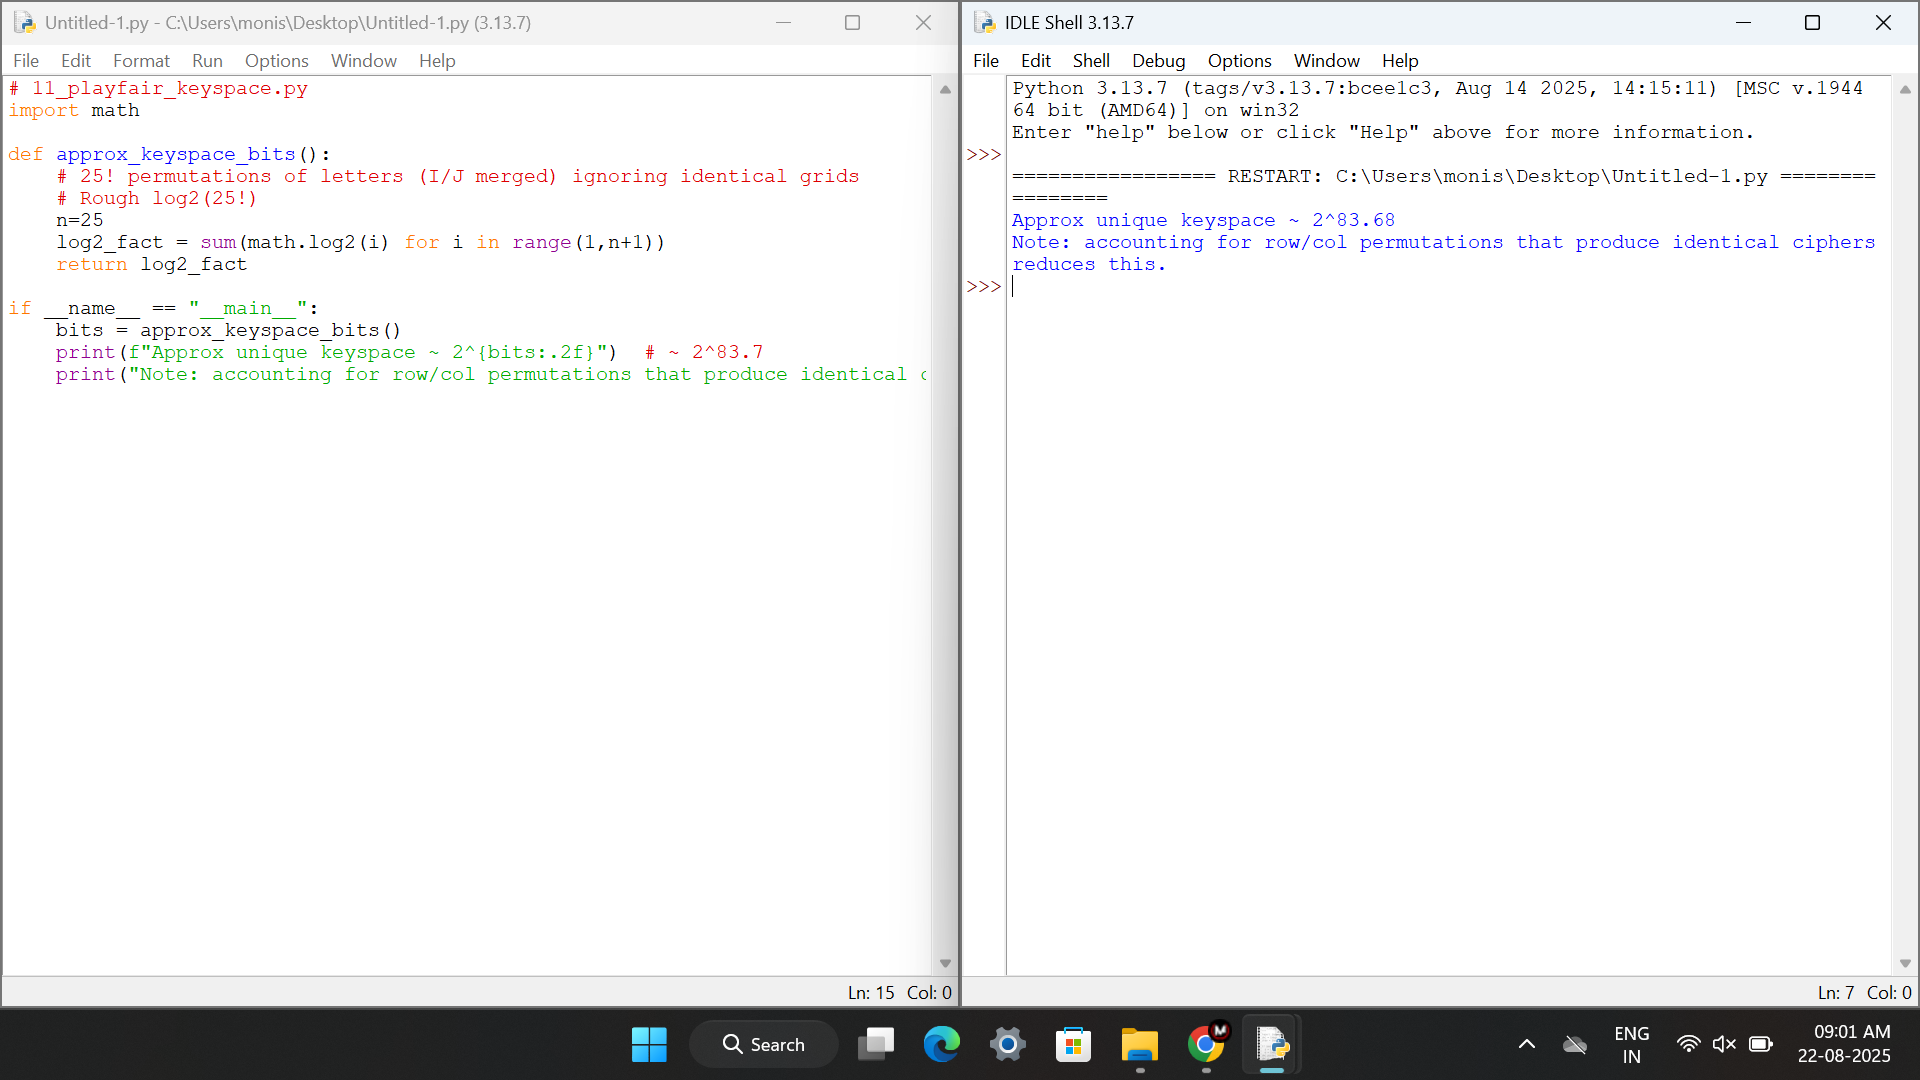 Untitled-1.py - C:\Users\monis\Desktop\Untitled-1.py (3.13.7)
File Edit Format Run Options Window Help
# 11_playfair_keyspace.py
import math

def approx_keyspace_bits():
    # 25! permutations of letters (I/J merged) ignoring identical grids
    # Rough log2(25!)
    n=25
    log2_fact = sum(math.log2(i) for i in range(1,n+1))
    return log2_fact

if __name__ == "__main__":
    bits = approx_keyspace_bits()
    print(f"Approx unique keyspace ~ 2^{bits:.2f}")  # ~ 2^83.7
    print("Note: accounting for row/col permutations that produce identical
Ln: 15 Col: 0
IDLE Shell 3.13.7
File Edit Shell Debug Options Window Help
Python 3.13.7 (tags/v3.13.7:bcee1c3, Aug 14 2025, 14:15:11) [MSC v.1944
64 bit (AMD64)] on win32
Enter "help" below or click "Help" above for more information.
>>>
================= RESTART: C:\Users\monis\Desktop\Untitled-1.py ========
========
Approx unique keyspace ~ 2^83.68
Note: accounting for row/col permutations that produce identical ciphers
reduces this.
>>>
Ln: 7 Col: 0
Search
M
ENG
IN
09:01 AM
22-08-2025